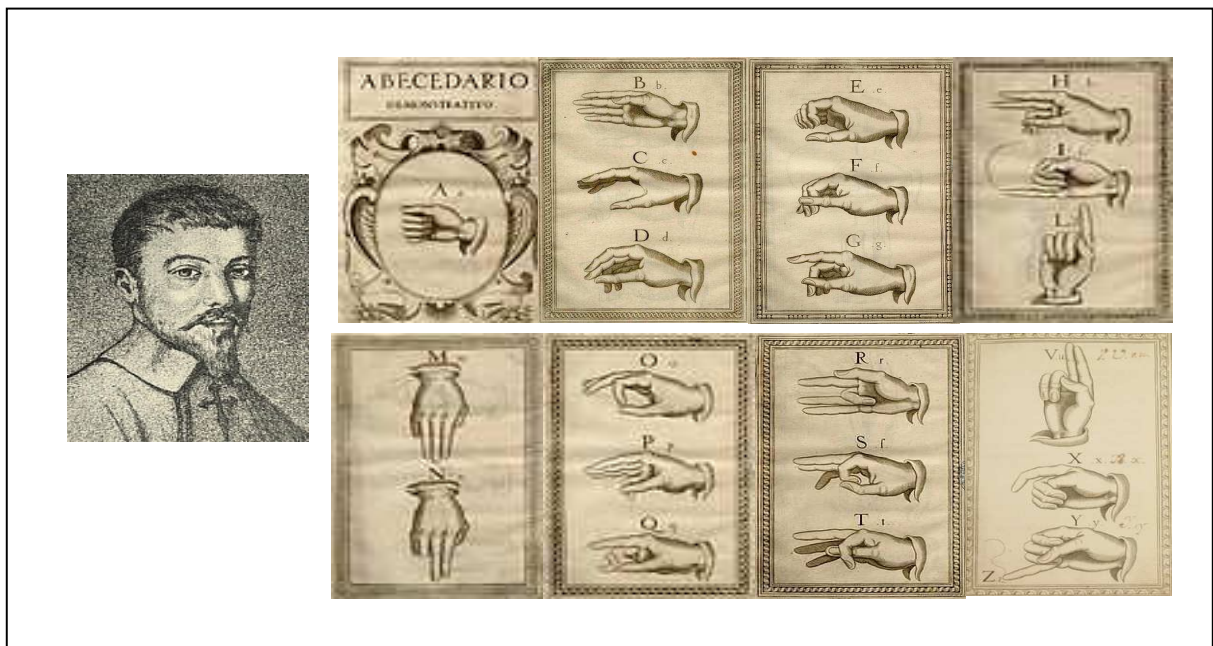 ABECEDARIO
DEMONSTRATIVO.
A a.
B b.
C c.
D d.
E e.
F f.
G g.
H
I
L
M
N
O o.
P p.
Q q.
R r.
S ſ.
T t.
V u.
X x. x.
Y y
Z